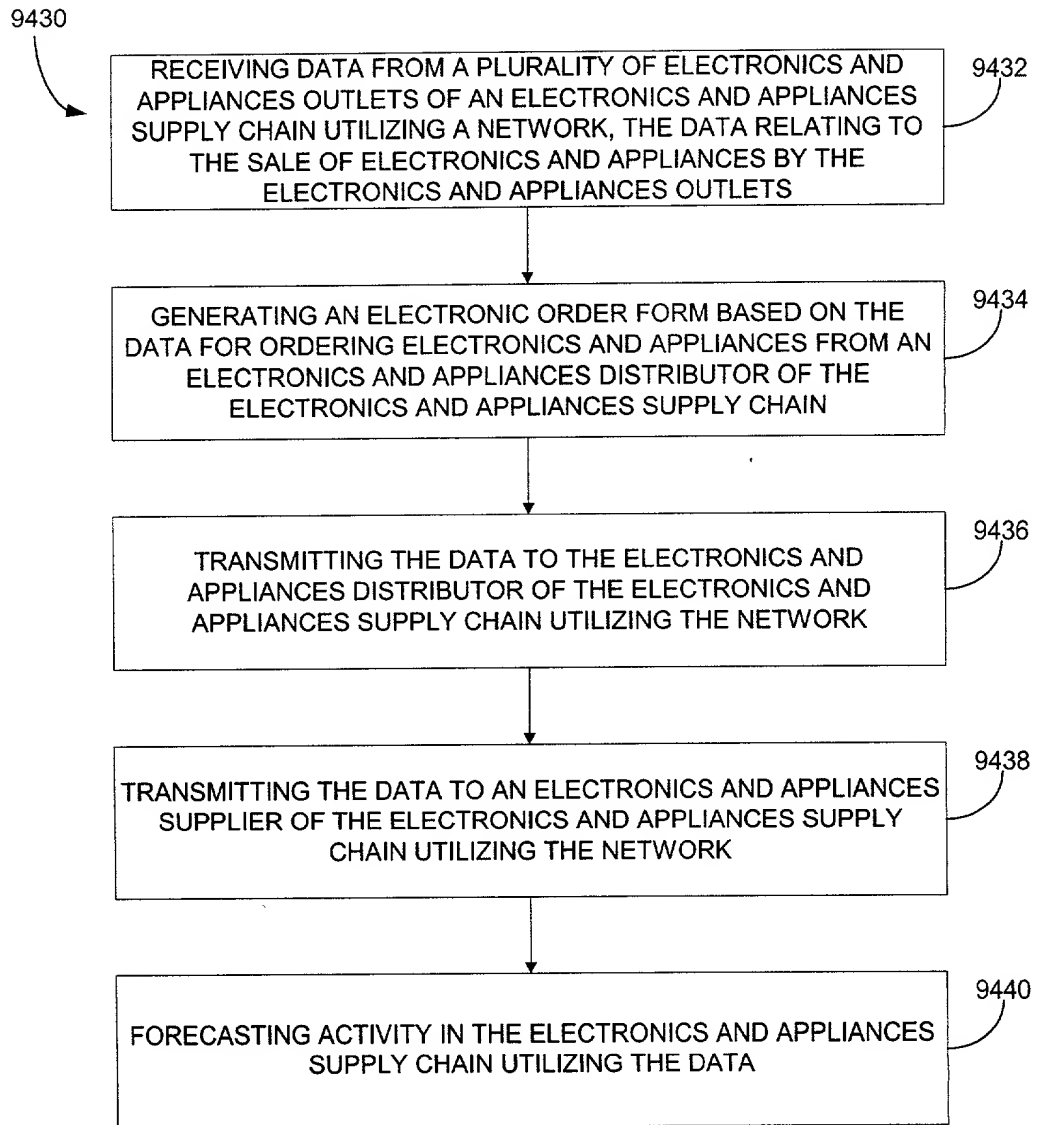 9430
RECEIVING DATA FROM A PLURALITY OF ELECTRONICS AND
APPLIANCES OUTLETS OF AN ELECTRONICS AND APPLIANCES
SUPPLY CHAIN UTILIZING A NETWORK, THE DATA RELATING TO
THE SALE OF ELECTRONICS AND APPLIANCES BY THE
ELECTRONICS AND APPLIANCES OUTLETS
9432
GENERATING AN ELECTRONIC ORDER FORM BASED ON THE
DATA FOR ORDERING ELECTRONICS AND APPLIANCES FROM AN
ELECTRONICS AND APPLIANCES DISTRIBUTOR OF THE
ELECTRONICS AND APPLIANCES SUPPLY CHAIN
9434
TRANSMITTING THE DATA TO THE ELECTRONICS AND
APPLIANCES DISTRIBUTOR OF THE ELECTRONICS AND
APPLIANCES SUPPLY CHAIN UTILIZING THE NETWORK
9436
TRANSMITTING THE DATA TO AN ELECTRONICS AND APPLIANCES
SUPPLIER OF THE ELECTRONICS AND APPLIANCES SUPPLY
CHAIN UTILIZING THE NETWORK
9438
FORECASTING ACTIVITY IN THE ELECTRONICS AND APPLIANCES
SUPPLY CHAIN UTILIZING THE DATA
9440